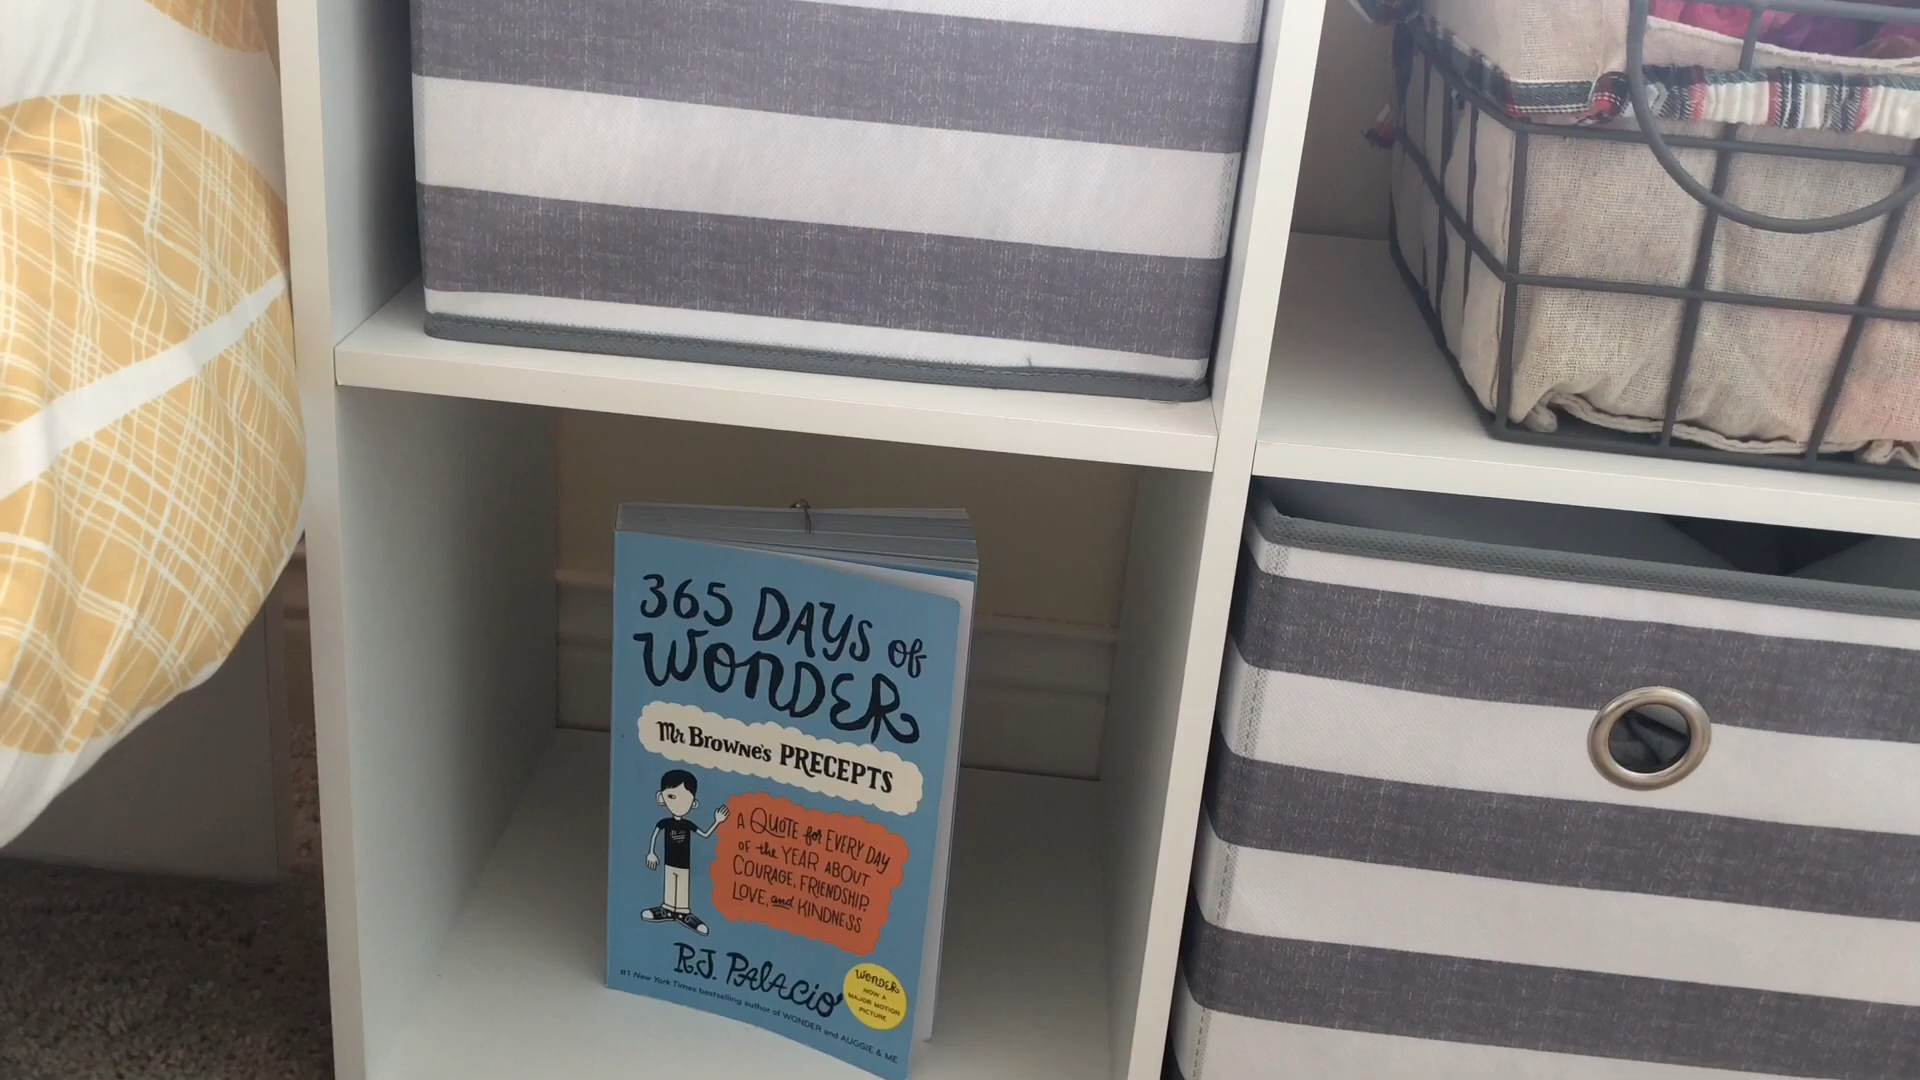 365 DAYS of
WONDER
Mr BROWNE'S PRECEPTS
A QUOTE for EVERY DAY
of the YEAR ABOUT
COURAGE, FRIENDSHIP,
LOVE, and KINDNESS
R.J. PALACIO
#1 New York Times bestselling author of WONDER and AUGGIE & ME
WONDER
NOW A
MAJOR MOTION
PICTURE